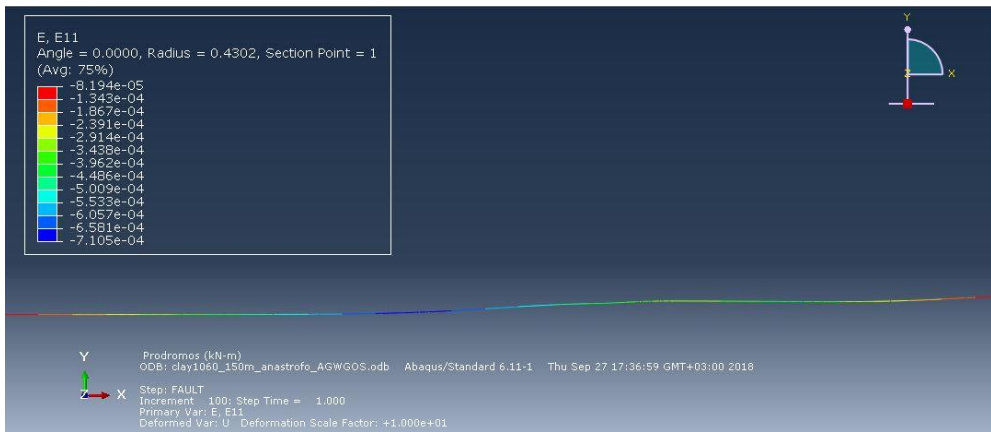 E, E11
Angle = 0.0000, Radius = 0.4302, Section Point = 1
(Avg: 75%)
-8.194e-05
-1.343e-04
-1.867e-04
-2.391e-04
-2.914e-04
-3.438e-04
-3.962e-04
-4.486e-04
-5.009e-04
-5.533e-04
-6.057e-04
-6.581e-04
-7.105e-04
Y
Z X
Y
Z X
Prodromos (kN-m)
ODB: clay1060_150m_anastrofo_AGWGOS.odb Abaqus/Standard 6.11-1 Thu Sep 27 17:36:59 GMT+03:00 2018
Step: FAULT
Increment 100: Step Time = 1.000
Primary Var: E, E11
Deformed Var: U Deformation Scale Factor: +1.000e+01